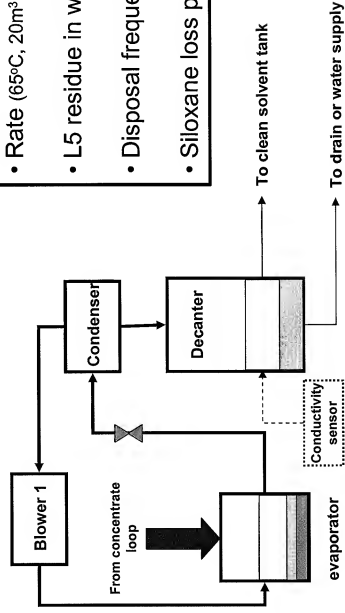 • Rate (65ºC, 20m³
• L5 residue in w
• Disposal freque
• Siloxane loss p
Blower 1
Condenser
From concentrate
loop
Decanter
To clean solvent tank
Conductivity
sensor
To drain or water supply
evaporator